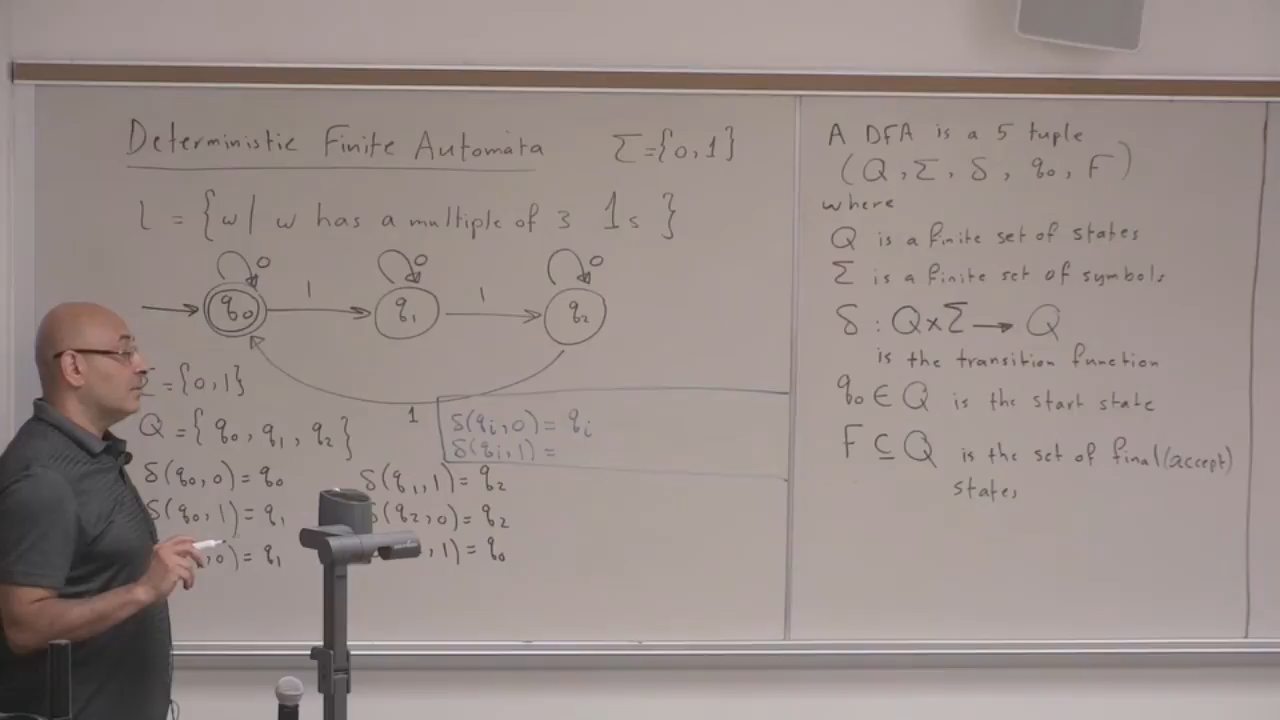 Deterministic Finite Automata Σ={0,1}
L = {w| w has a multiple of 3 1s }
0 0 0
1 1
q0 q1 q2
1
Σ={0,1}
Q = { q0, q1, q2 }
δ(qi,0) = qi
δ(qi,1) =
δ(q0,0)=q0 δ(q1,1)=q2
δ(q0,1)=q1 δ(q2,0)=q2
,0)=q1 ,1)=q0
A DFA is a 5 tuple
(Q, Σ, δ, q0, F)
where
Q is a finite set of states
Σ is a finite set of symbols
δ : Q×Σ → Q
is the transition function
q0 ∈ Q is the start state
F ⊆ Q is the set of final(accept)
states